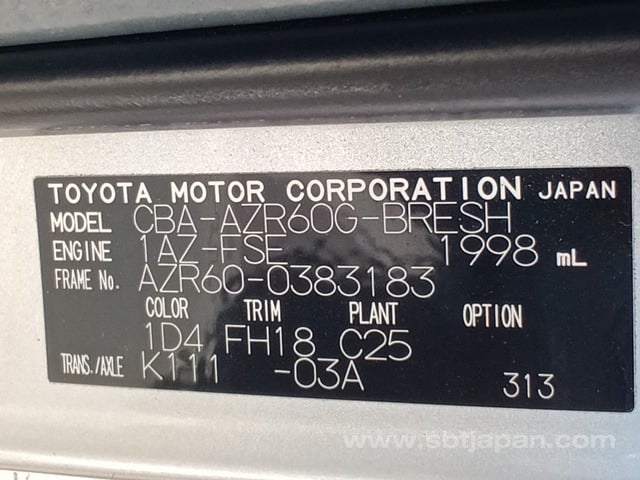 TOYOTA MOTOR CORPORATION JAPAN
MODEL CBA-AZR60G-BRESH
ENGINE 1AZ-FSE 1998 mL
FRAME No. AZR60-0383183
COLOR TRIM PLANT OPTION
1D4 FH18 C25
TRANS./AXLE K111 -03A 313
www.sbtjapan.com